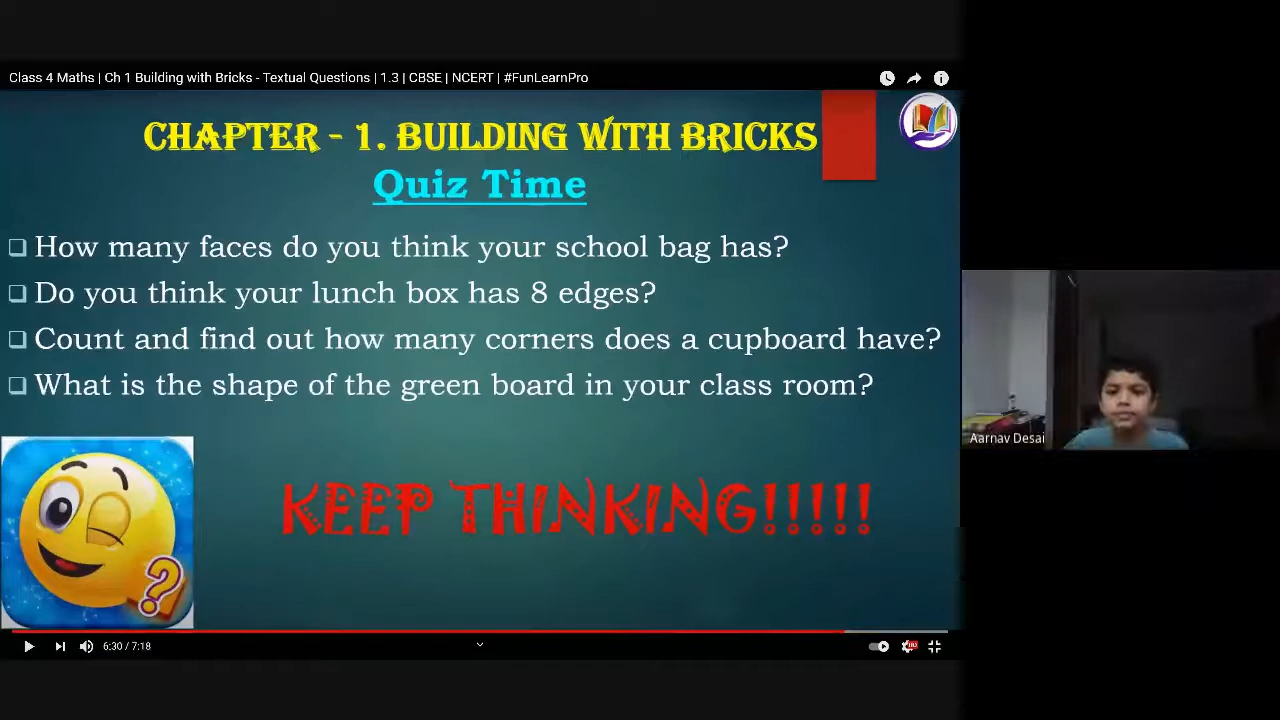 Class 4 Maths | Ch 1 Building with Bricks - Textual Questions | 1.3 | CBSE | NCERT | #FunLearnPro
CHAPTER - 1. BUILDING WITH BRICKS
Quiz Time
❑ How many faces do you think your school bag has?
❑ Do you think your lunch box has 8 edges?
❑ Count and find out how many corners does a cupboard have?
❑ What is the shape of the green board in your class room?
Aarnav Desai
KEEP THINKING!!!!!
?
6:30 / 7:18
HD